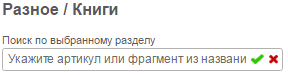 Разное / Книги
Поиск по выбранному разделу
Укажите артикул или фрагмент из названи